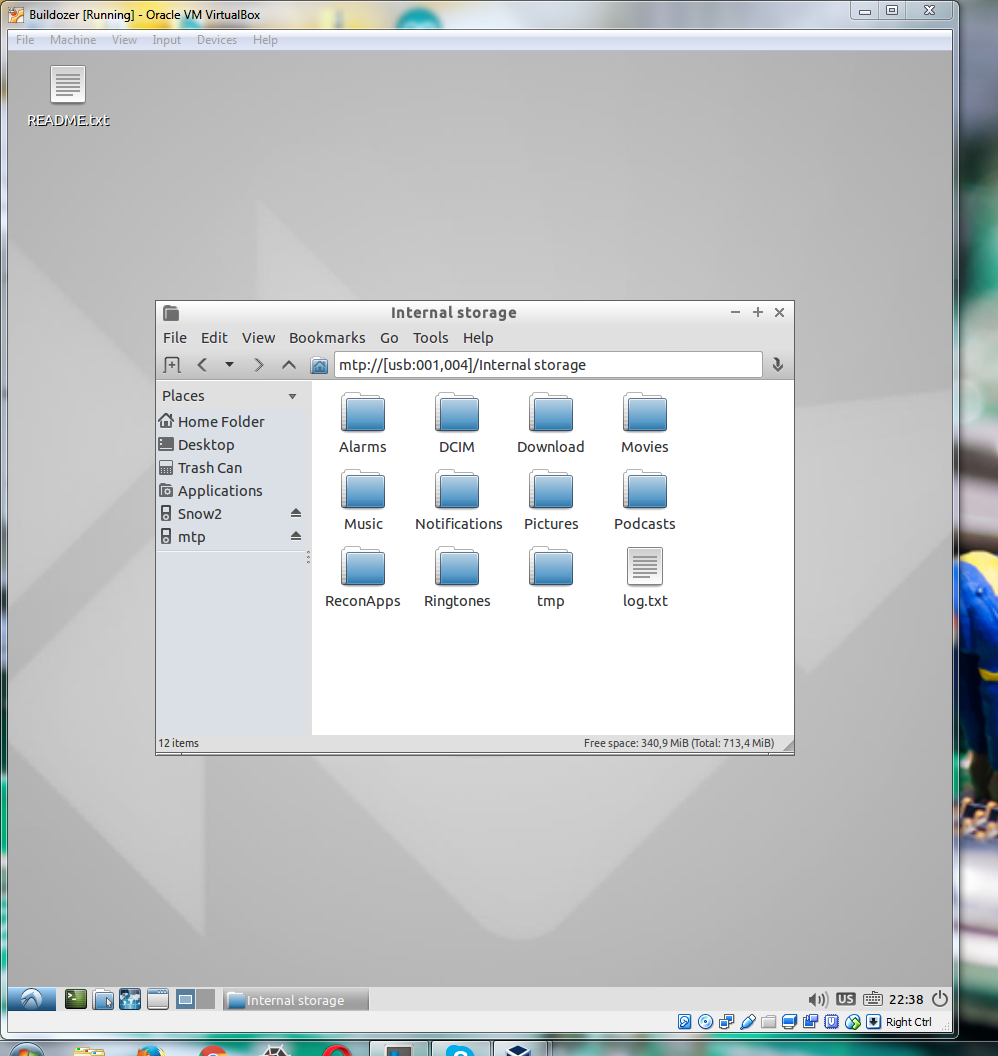 Buildozer [Running] - Oracle VM VirtualBox
File Machine View Input Devices Help
README.txt
Internal storage
File Edit View Bookmarks Go Tools Help
mtp://[usb:001,004]/Internal storage
Places
Home Folder
Desktop
Trash Can
Applications
Snow2
mtp
Alarms DCIM Download Movies
Music Notifications Pictures Podcasts
ReconApps Ringtones tmp log.txt
12 items Free space: 340,9 MiB (Total: 713,4 MiB)
Internal storage US 22:38
Right Ctrl